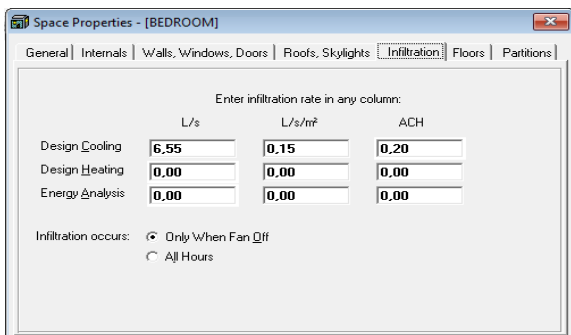 Space Properties - [BEDROOM]
General Internals Walls, Windows, Doors Roofs, Skylights Infiltration Floors Partitions
Enter infiltration rate in any column:
L/s L/s/m² ACH
Design Cooling 6,55 0,15 0,20
Design Heating 0,00 0,00 0,00
Energy Analysis 0,00 0,00 0,00
Infiltration occurs: Only When Fan Off
All Hours